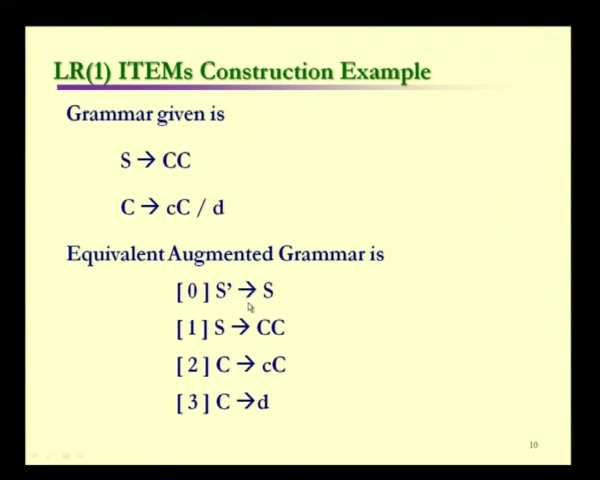 LR(1) ITEMs Construction Example
Grammar given is
S → CC
C → cC / d
Equivalent Augmented Grammar is
[ 0 ] S’ → S
[ 1 ] S → CC
[ 2 ] C → cC
[ 3 ] C →d
10